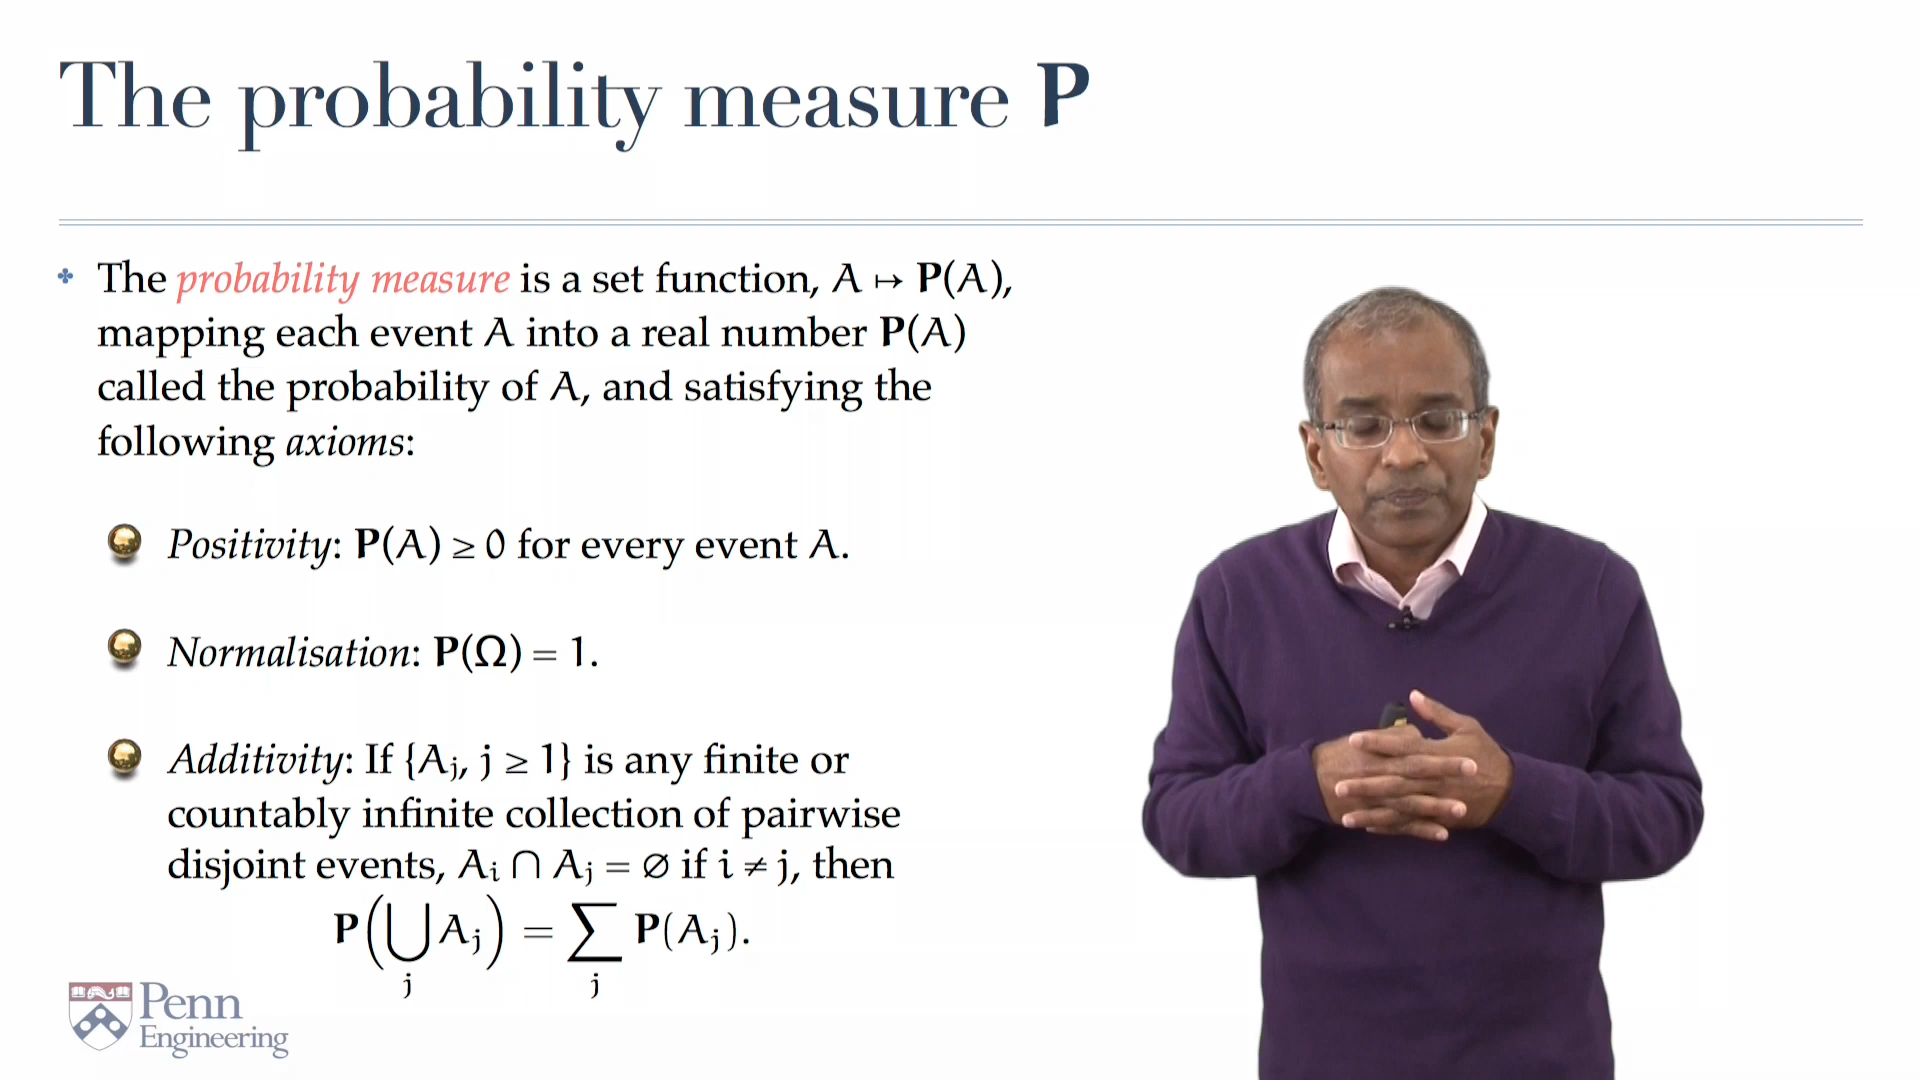 The probability measure P
The probability measure is a set function, A ↦ P(A),
mapping each event A into a real number P(A)
called the probability of A, and satisfying the
following axioms:
Positivity: P(A) ≥ 0 for every event A.
Normalisation: P(Ω) = 1.
Additivity: If {Aⱼ, j ≥ 1} is any finite or
countably infinite collection of pairwise
disjoint events, Aᵢ ∩ Aⱼ = ∅ if i ≠ j, then
P(⋃ Aⱼ) = ∑ P(Aⱼ).
j j
Penn
Engineering